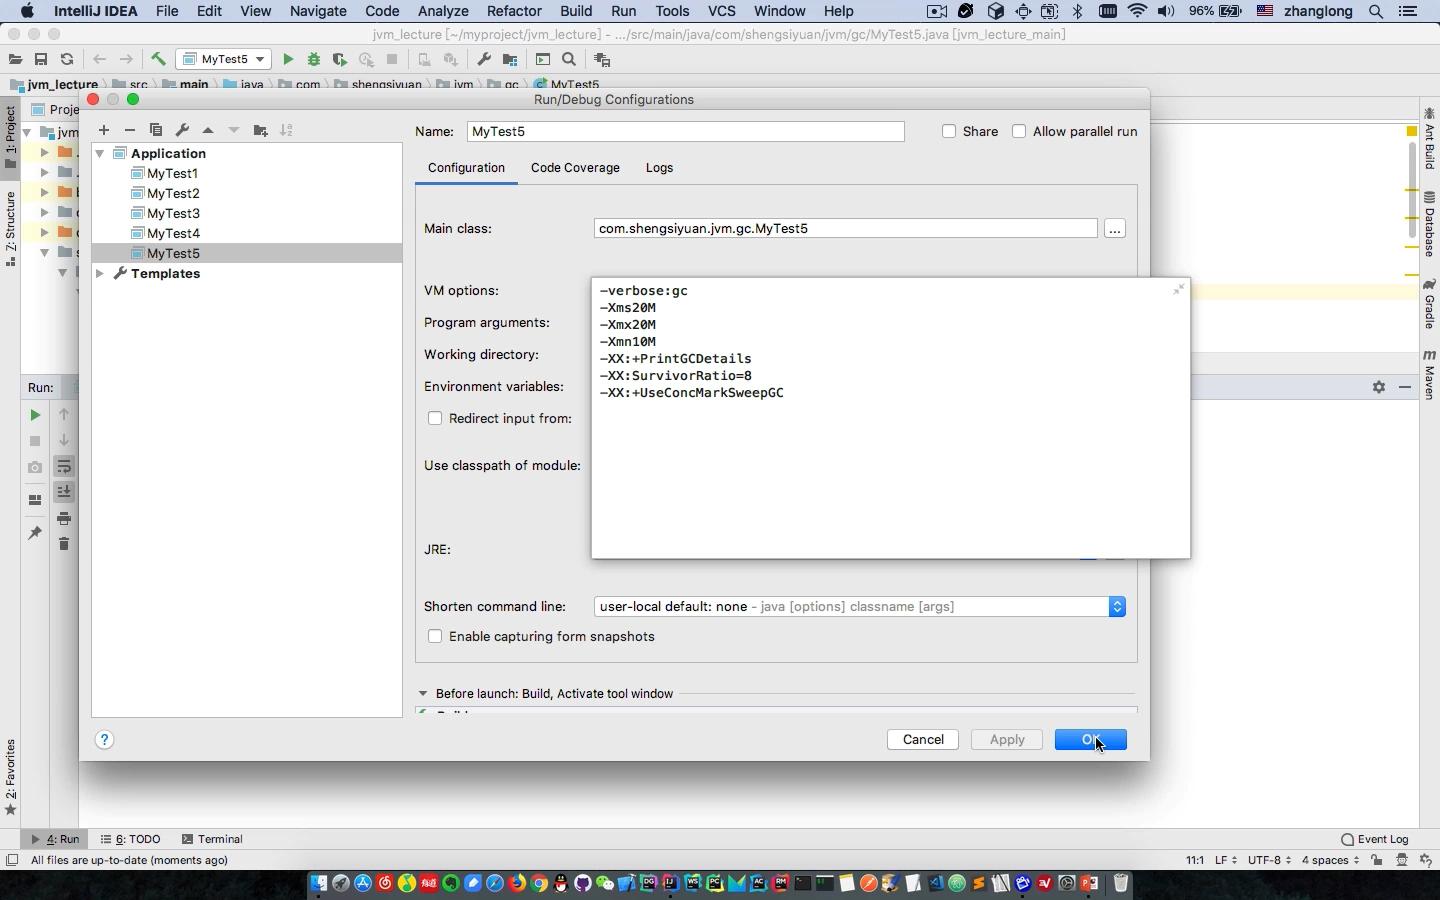 IntelliJ IDEA File Edit View Navigate Code Analyze Refactor Build Run Tools VCS Window Help 96% zhanglong
jvm_lecture [~/myproject/jvm_lecture] - .../src/main/java/com/shengsiyuan/jvm/gc/MyTest5.java [jvm_lecture_main]
MyTest5
jvm_lecture src main java com shengsiyuan jvm gc MyTest5
Run/Debug Configurations
1: Project
Z: Structure
2: Favorites
Proje
jvm
Name: MyTest5 Share Allow parallel run
Application
MyTest1
MyTest2
MyTest3
MyTest4
MyTest5
Templates
Configuration Code Coverage Logs
Main class: com.shengsiyuan.jvm.gc.MyTest5 ...
VM options:
-verbose:gc
-Xms20M
-Xmx20M
-Xmn10M
-XX:+PrintGCDetails
-XX:SurvivorRatio=8
-XX:+UseConcMarkSweepGC
Program arguments:
Working directory:
Environment variables:
Redirect input from:
Use classpath of module:
JRE:
Shorten command line: user-local default: none - java [options] classname [args]
Enable capturing form snapshots
Before launch: Build, Activate tool window
? Cancel Apply OK
Run:
Ant Build
Database
Gradle
Maven
4: Run 6: TODO Terminal Event Log
All files are up-to-date (moments ago) 11:1 LF UTF-8 4 spaces